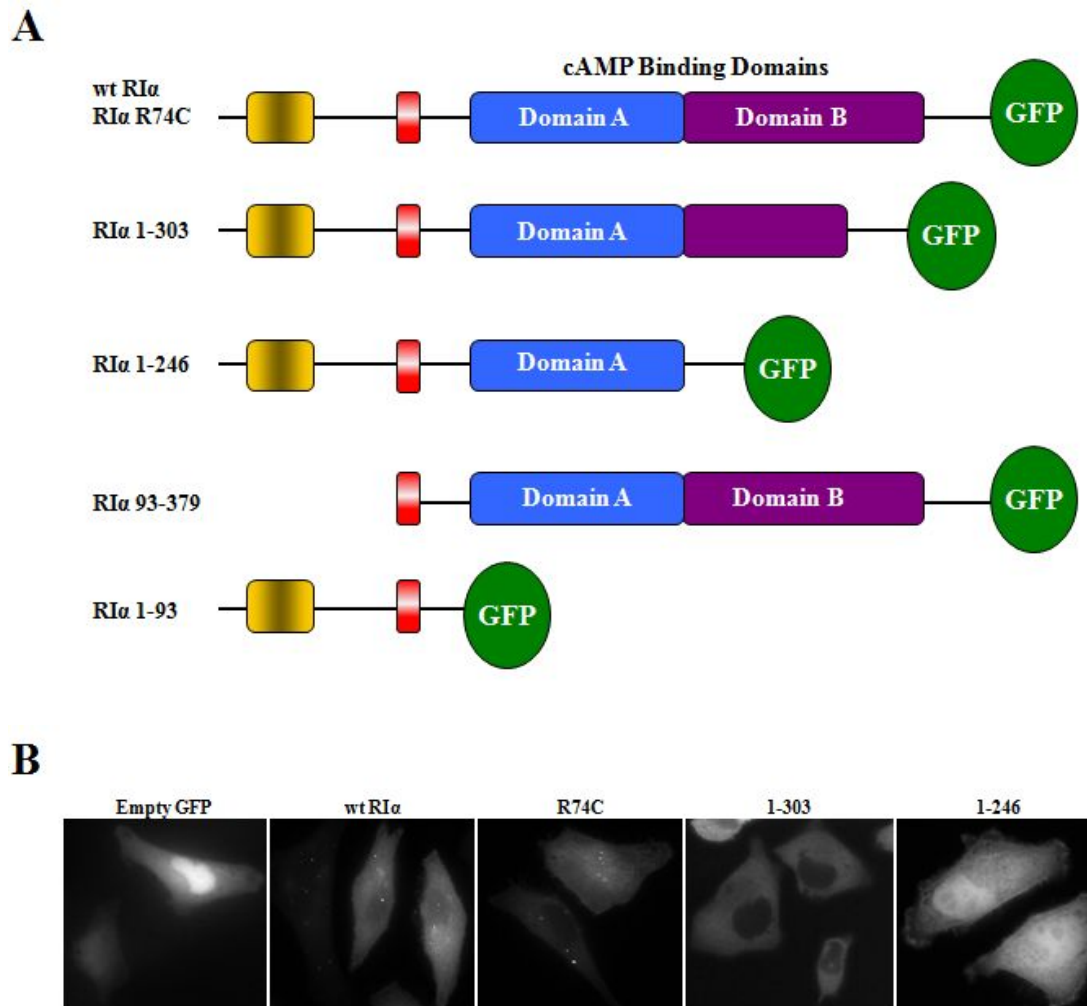 A
cAMP Binding Domains
wt RIα
RIα R74C
Domain A
Domain B
GFP
RIα 1-303
Domain A
GFP
RIα 1-246
Domain A
GFP
RIα 93-379
Domain A
Domain B
GFP
RIα 1-93
GFP
B
Empty GFP
wt RIα
R74C
1-303
1-246